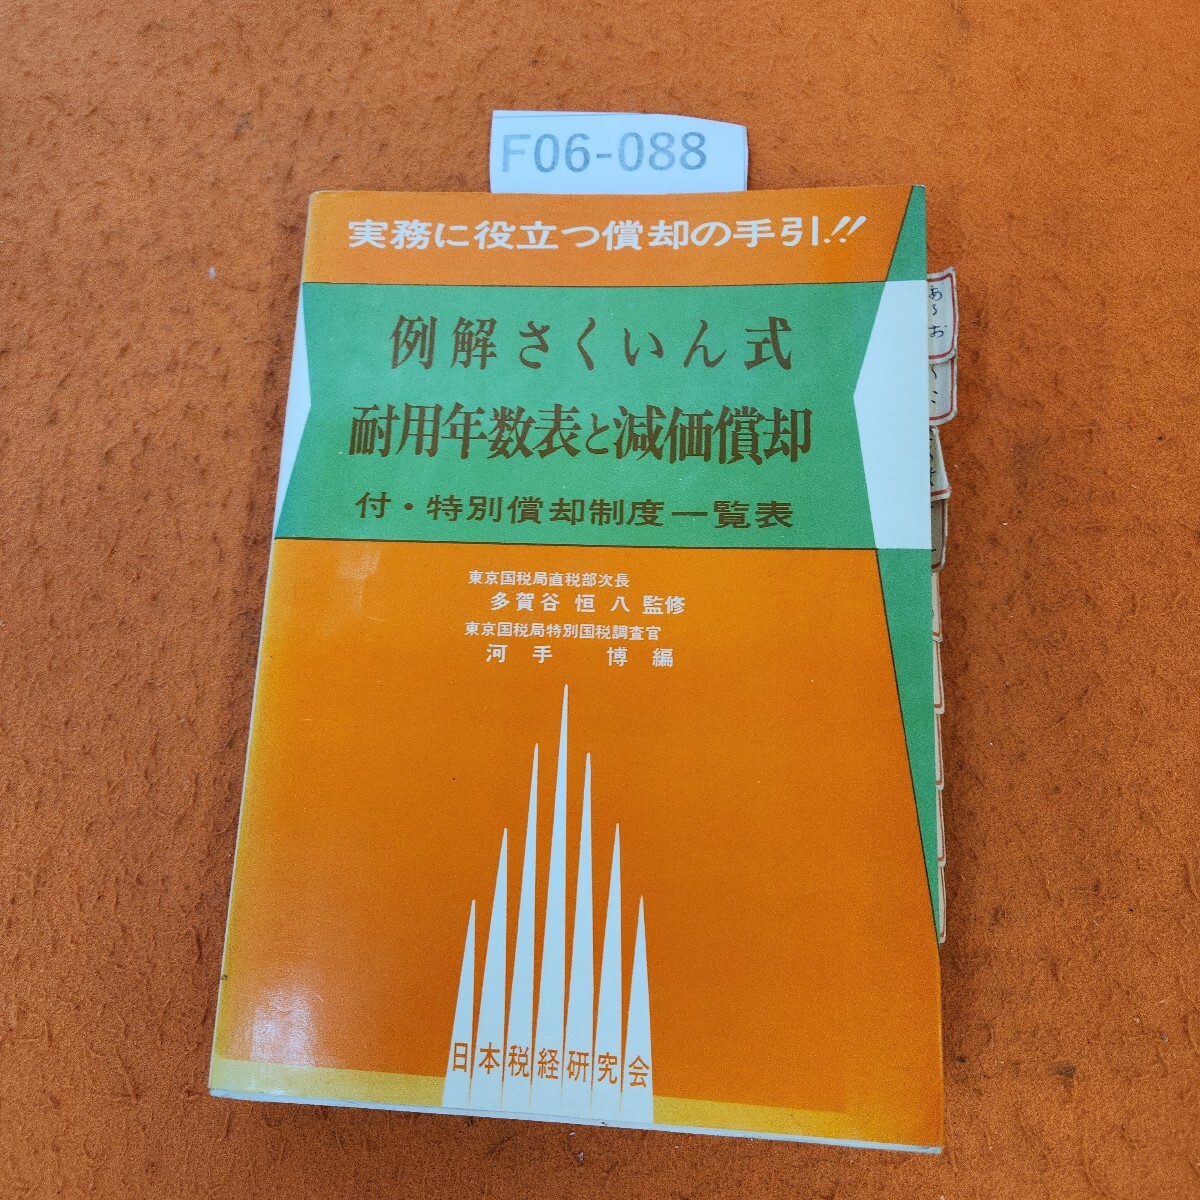 F06-088
実務に役立つ償却の手引!!
例解さくいん式
耐用年数表と減価償却
付・特別償却制度一覧表
東京国税局直税部次長
多賀谷 恒 八 監修
東京国税局特別国税調査官
河 手 博 編
日本税経研究会
あ〜お